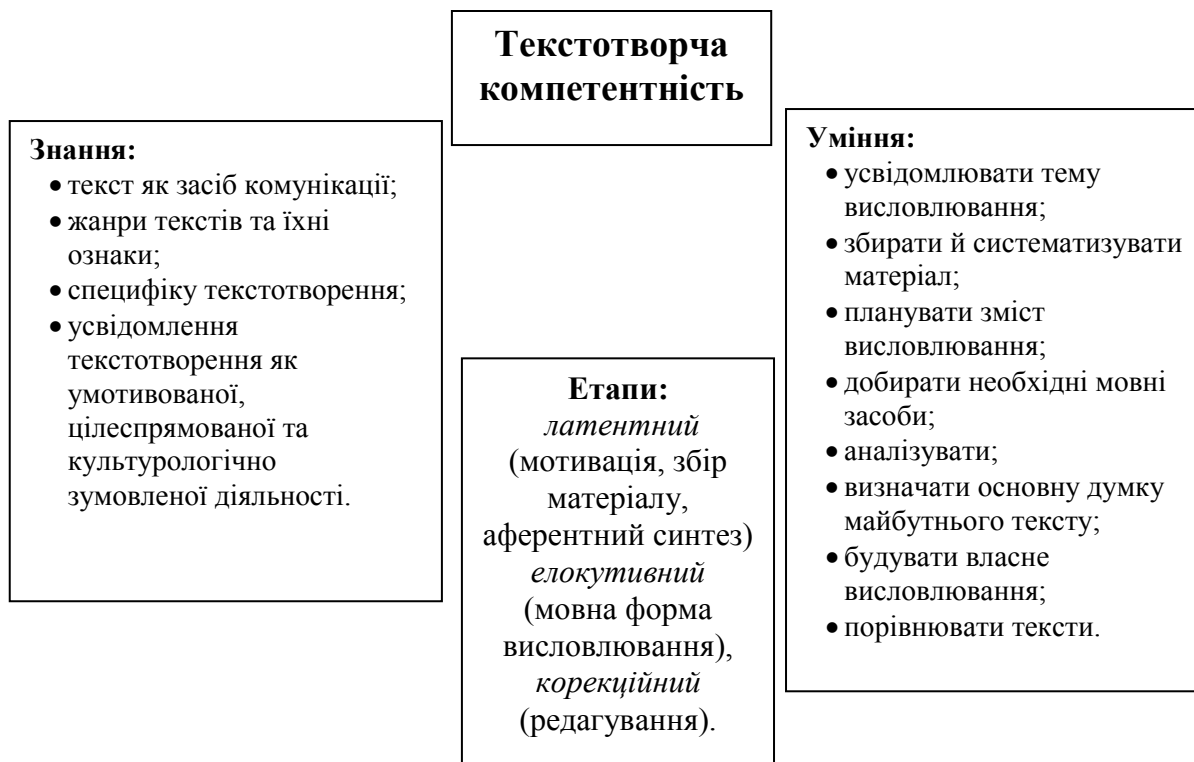 Текстотворча
компетентність
Знання:
• текст як засіб комунікації;
• жанри текстів та їхні
ознаки;
• специфіку текстотворення;
• усвідомлення
текстотворення як
умотивованої,
цілеспрямованої та
культурологічно
зумовленої діяльності.
Етапи:
латентний
(мотивація, збір
матеріалу,
аферентний синтез)
елокутивний
(мовна форма
висловлювання),
корекційний
(редагування).
Уміння:
• усвідомлювати тему
висловлювання;
• збирати й систематизувати
матеріал;
• планувати зміст
висловлювання;
• добирати необхідні мовні
засоби;
• аналізувати;
• визначати основну думку
майбутнього тексту;
• будувати власне
висловлювання;
• порівнювати тексти.